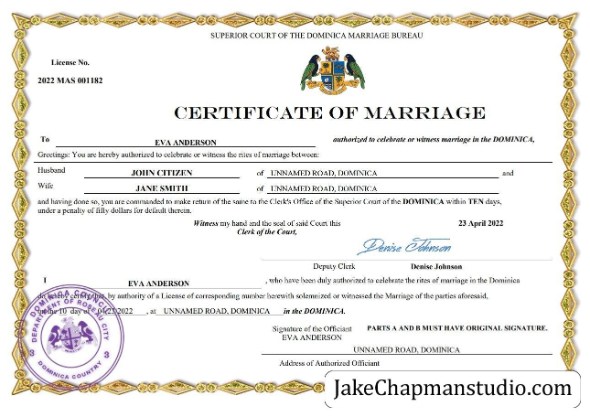 SUPERIOR COURT OF THE DOMINICA MARRIAGE BUREAU
License No.
2022 MAS 001182
CERTIFICATE OF MARRIAGE
To EVA ANDERSON authorized to celebrate or witness marriage in the DOMINICA,
Greetings: You are hereby authorized to celebrate or witness the rites of marriage between:
Husband JOHN CITIZEN of UNNAMED ROAD, DOMINICA and
Wife JANE SMITH of UNNAMED ROAD, DOMINICA
and having done so, you are commanded to make return of the same to the Clerk's Office of the Superior Court of the DOMINICA within TEN days,
under a penalty of fifty dollars for default therein.
Witness my hand and the seal of said Court this 23 April 2022
Clerk of the Court,
Denise Johnson
Deputy Clerk Denise Johnson
I EVA ANDERSON , who have been duly authorized to celebrate the rites of marriage in the Dominica
by authority of a License of corresponding number herewith solemnized or witnessed the Marriage of the parties aforesaid,
10 day of 04/23/2022 , at UNNAMED ROAD, DOMINICA in the DOMINICA.
DOMINICA COUNCIL
DEPARTMENT OF ROSEAU CITY
3 3
DOMINICA COUNTRY
Signature of the Officiant PARTS A AND B MUST HAVE ORIGINAL SIGNATURE.
EVA ANDERSON
UNNAMED ROAD, DOMINICA
Address of Authorized Official
JakeChapmanstudio.com